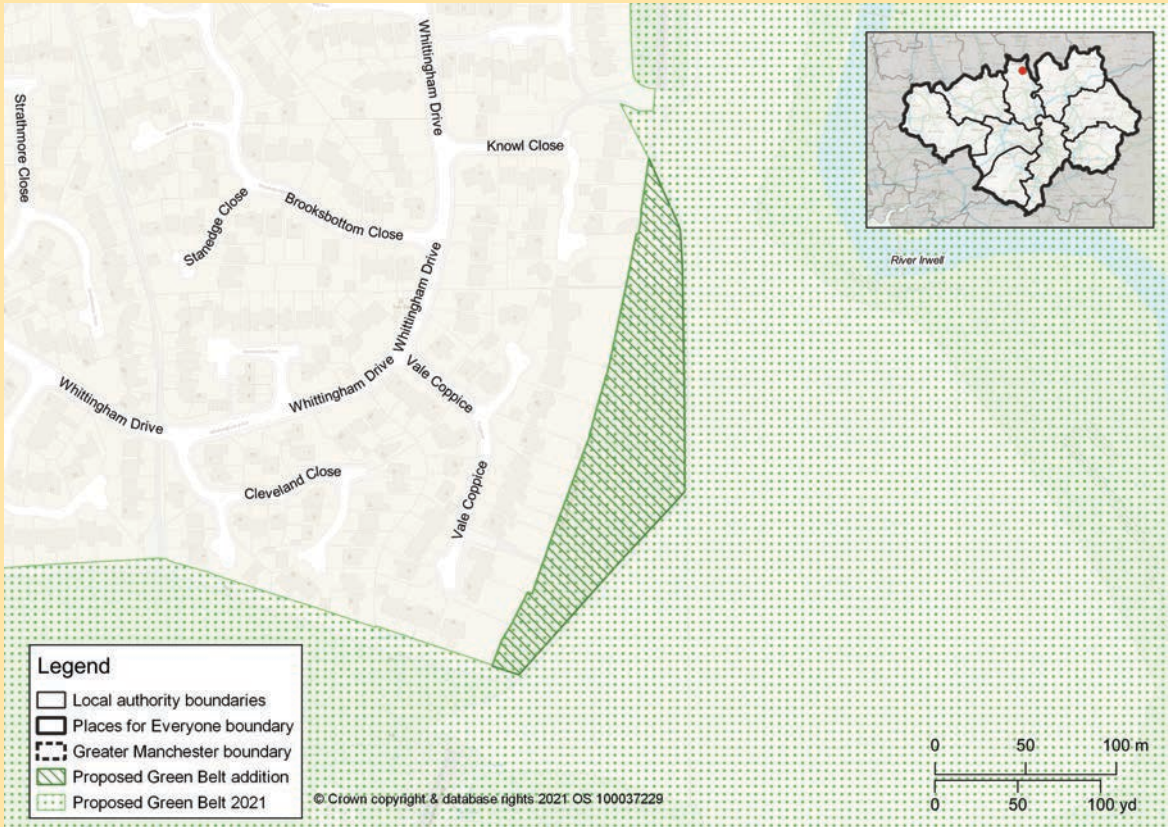 Strathmore Close
Whittingham Drive
Knowl Close
Brooksbottom Close
Stanedge Close
Whittingham Drive
River Irwell
Whittingham Drive
Whittingham Drive
Vale Coppice
Cleveland Close
Vale Coppice
Legend
Local authority boundaries
Places for Everyone boundary
Greater Manchester boundary
Proposed Green Belt addition
Proposed Green Belt 2021
© Crown copyright & database rights 2021 OS 100037229
0 50 100 m
0 50 100 yd